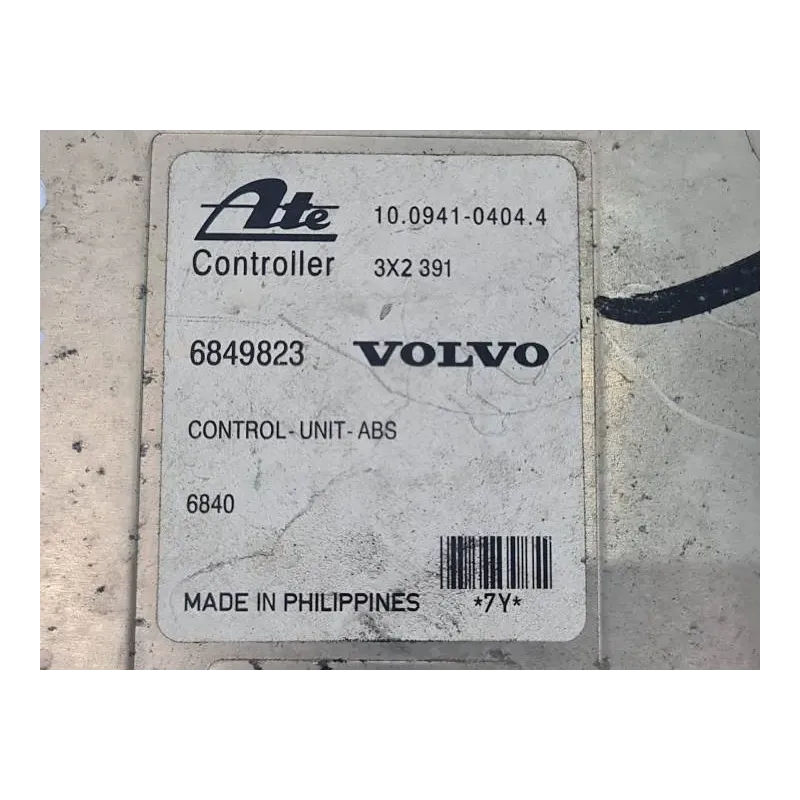 Ate 10.0941-0404.4
Controller 3X2 391
6849823 VOLVO
CONTROL-UNIT-ABS
6840
MADE IN PHILIPPINES *7Y*